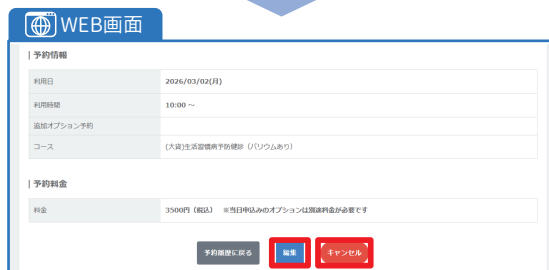 WEB画面
予約情報
利用日 2026/03/02(月)
利用時間 10:00 ～
追加オプション予約
コース (大貨)生活習慣病予防健診（バリウムあり）
予約料金
料金 3500円（税込） ※当日申込みのオプションは別途料金が必要です
予約履歴に戻る 編集 キャンセル